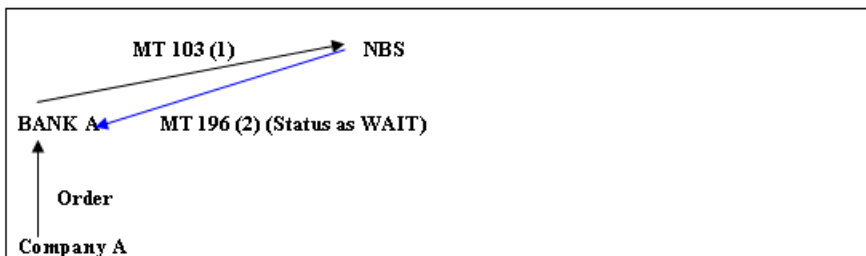 MT 103 (1)
NBS
BANK A
MT 196 (2) (Status as WAIT)
Order
Company A